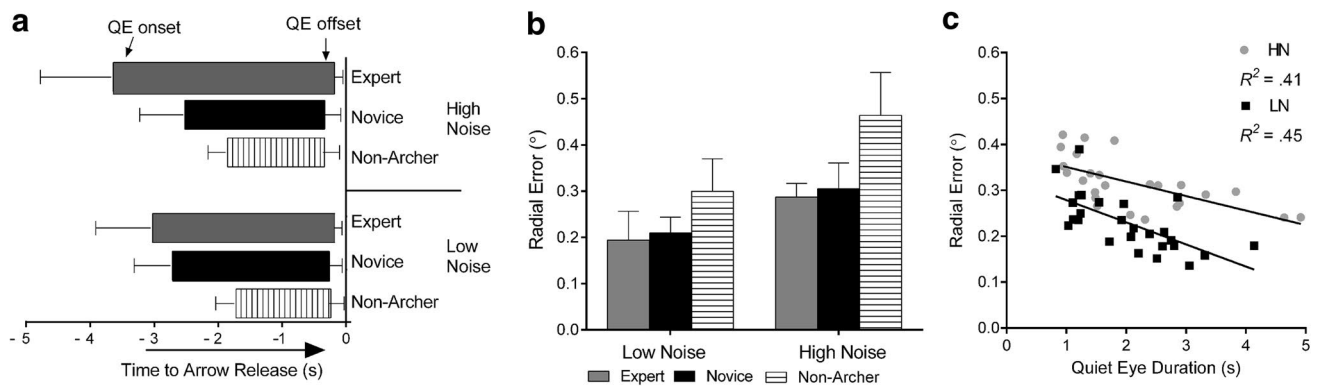 a
QE onset
QE offset
Expert
Novice
High
Noise
Non-Archer
Expert
Novice
Low
Noise
Non-Archer
- 5
- 4
- 3
- 2
- 1
0
Time to Arrow Release (s)
b
Radial Error (°)
0.6
0.5
0.4
0.3
0.2
0.1
0.0
Low Noise
High Noise
Expert
Novice
Non-Archer
c
Radial Error (°)
0.6
0.5
0.4
0.3
0.2
0.1
0.0
0
1
2
3
4
5
Quiet Eye Duration (s)
HN
R² = .41
LN
R² = .45